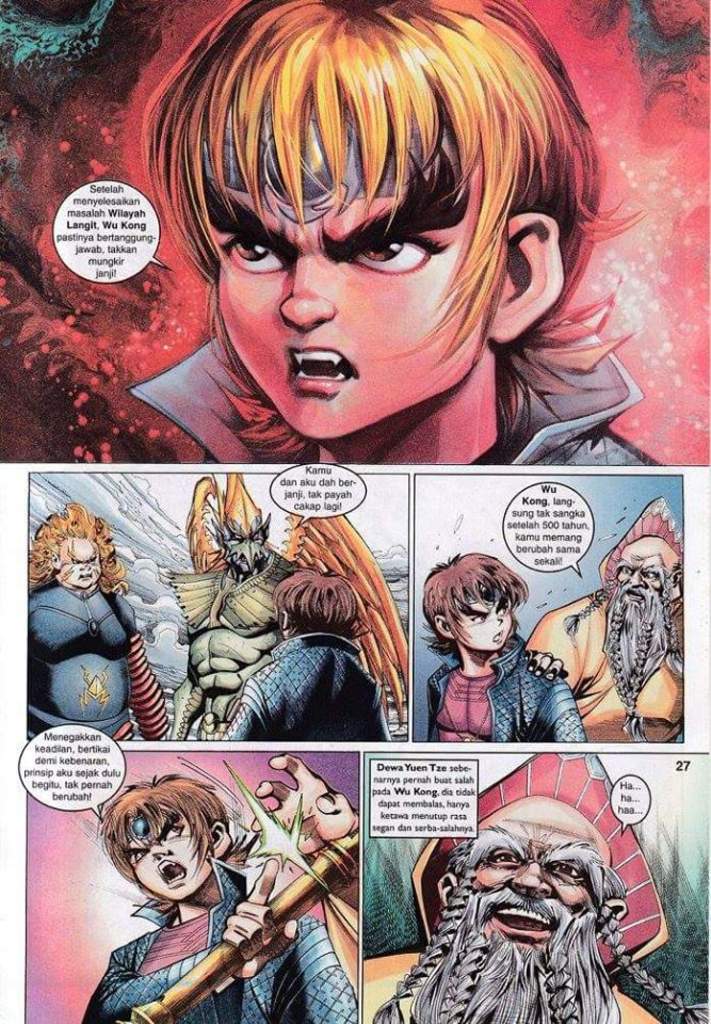 Setelah
menyelesaikan
masalah Wilayah
Langit, Wu Kong
pastinya bertanggung-
jawab, takkan
mungkir
janji!
Kamu
dan aku dah ber-
janji, tak payah
cakap lagi!
Wu
Kong, lang-
sung tak sangka
setelah 500 tahun,
kamu memang
berubah sama
sekali!
Menegakkan
keadilan, bertikai
demi kebenaran,
prinsip aku sejak dulu
begitu, tak pernah
berubah!
Dewa Yuen Tze sebe-
narnya pernah buat salah
pada Wu Kong, dia tidak
dapat membalas, hanya
ketawa menutup rasa
segan dan serba-salahnya.
27
Ha...
ha...
haa...